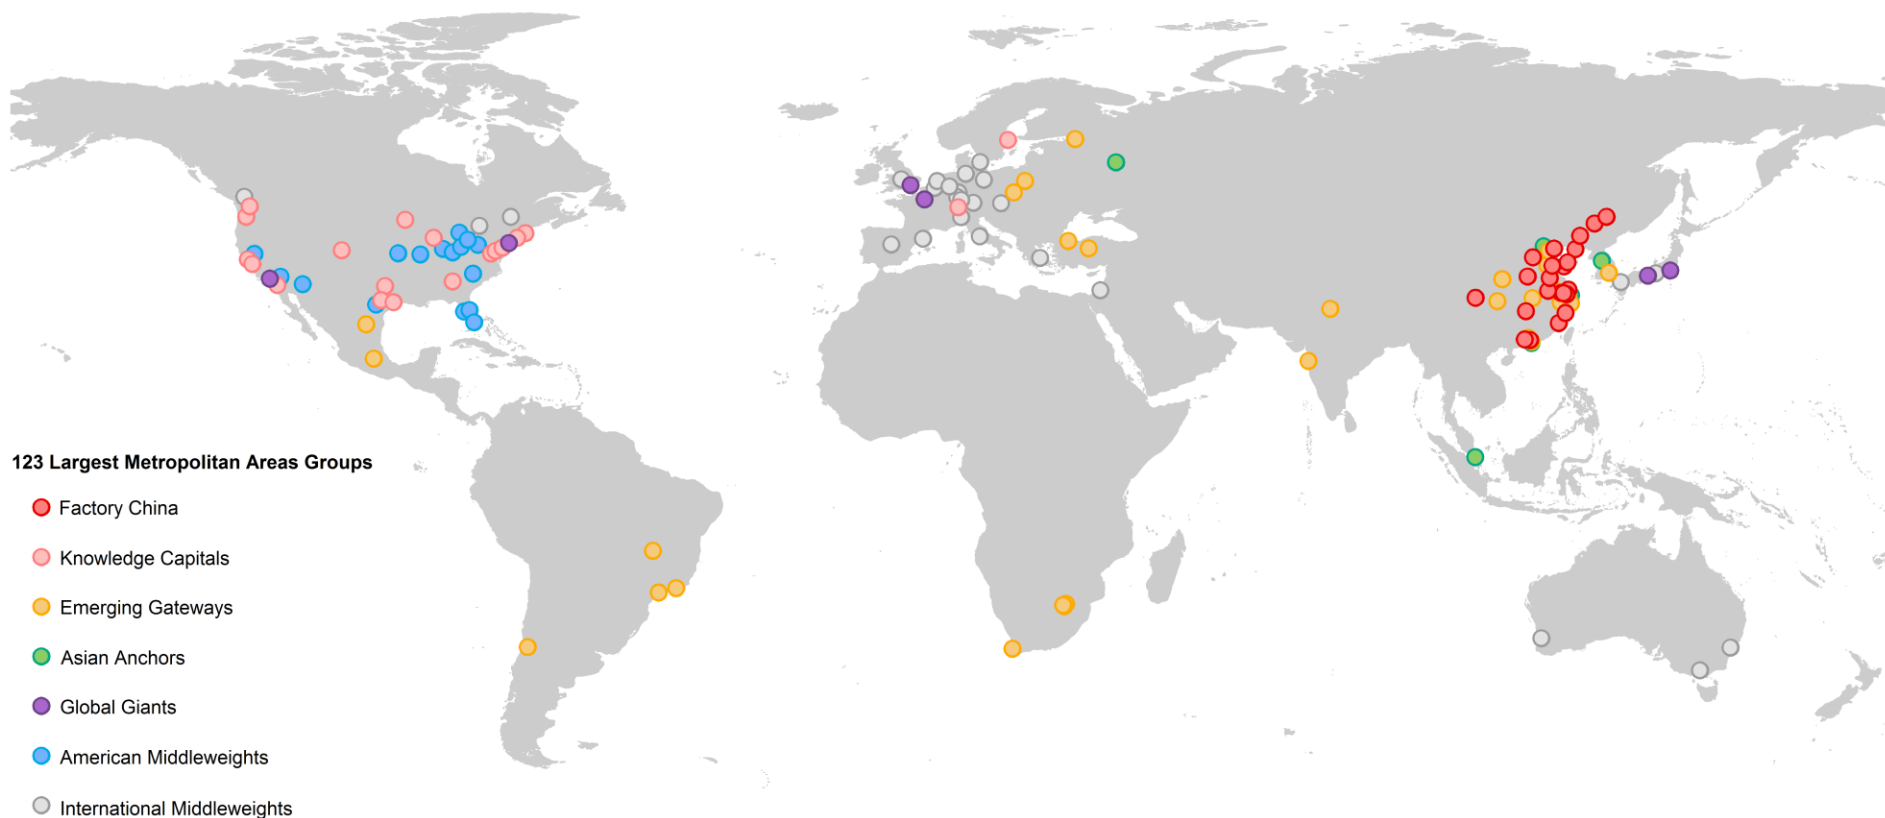 123 Largest Metropolitan Areas Groups
Factory China
Knowledge Capitals
Emerging Gateways
Asian Anchors
Global Giants
American Middleweights
International Middleweights